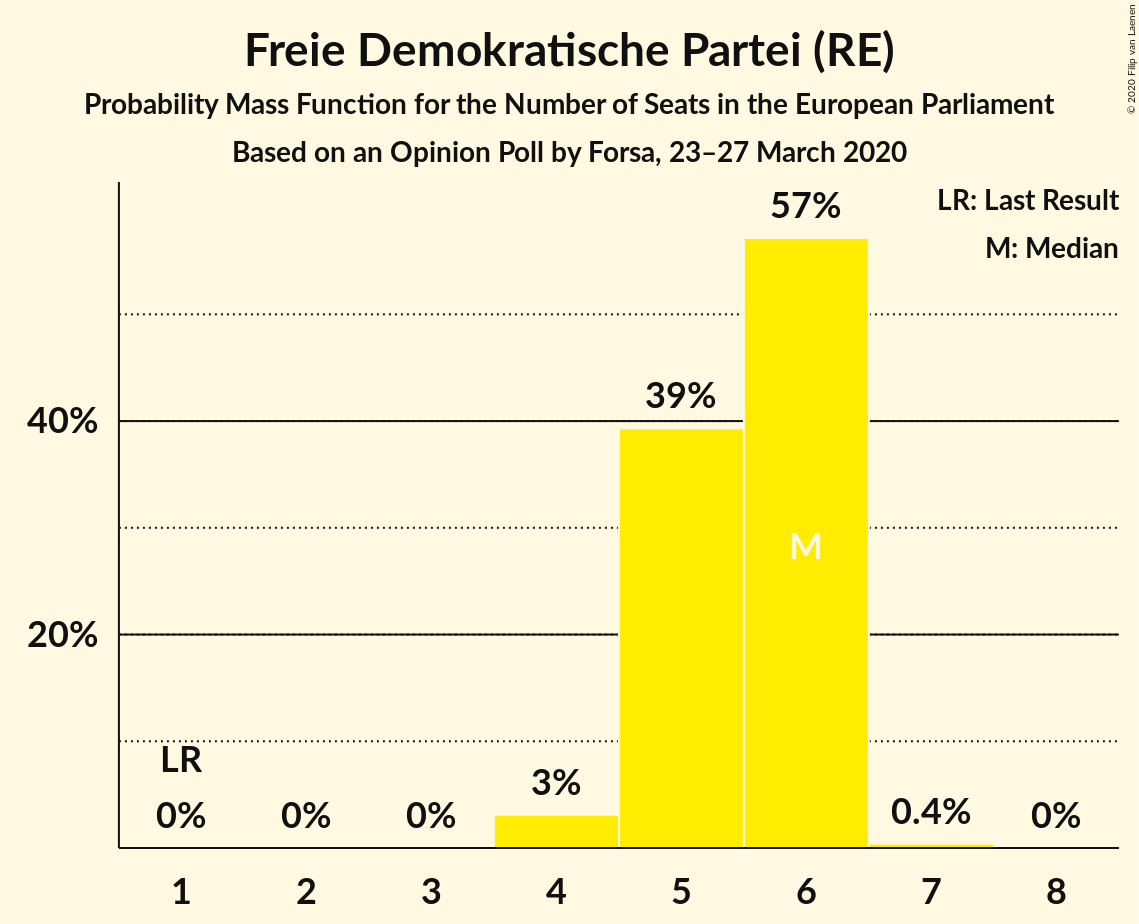 Freie Demokratische Partei (RE)
Probability Mass Function for the Number of Seats in the European Parliament
Based on an Opinion Poll by Forsa, 23–27 March 2020
© 2020 Filip van Laenen
LR: Last Result
M: Median
57%
39%
40%
M
20%
LR
3%
0% 0% 0% 0.4% 0%
1 2 3 4 5 6 7 8